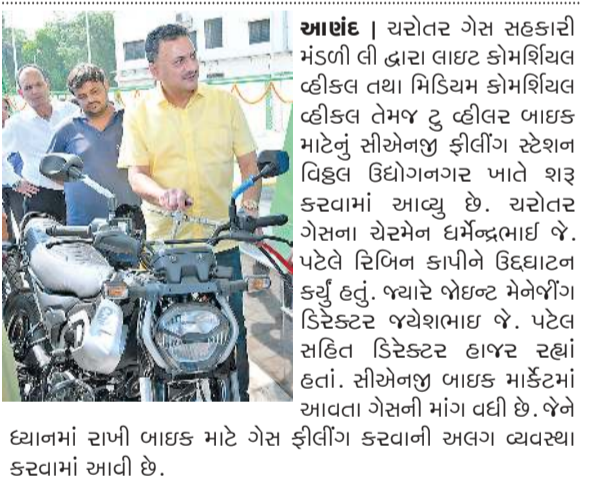 આણંદ | ચરોતર ગેસ સહકારી
મંડળી લી દ્વારા લાઇટ કોમર્શિયલ
વ્હીકલ તથા મિડિયમ કોમર્શિયલ
વ્હીકલ તેમજ ટુ વ્હીલર બાઇક
માટેનું સીએનજી ફીલીંગ સ્ટેશન
વિઠ્ઠલ ઉદ્યોગનગર ખાતે શરૂ
કરવામાં આવ્યુ છે. ચરોતર
ગેસના ચેરમેન ધર્મેન્દ્રભાઈ જે.
પટેલે રિબિન કાપીને ઉદ્દઘાટન
કર્યું હતું. જ્યારે જોઇન્ટ મેનેજીંગ
ડિરેક્ટર જયેશભાઇ જે. પટેલ
સહિત ડિરેક્ટર હાજર રહ્યાં
હતાં. સીએનજી બાઇક માર્કેટમાં
આવતા ગેસની માંગ વધી છે. જેને
ધ્યાનમાં રાખી બાઇક માટે ગેસ ફીલીંગ કરવાની અલગ વ્યવસ્થા
કરવામાં આવી છે.